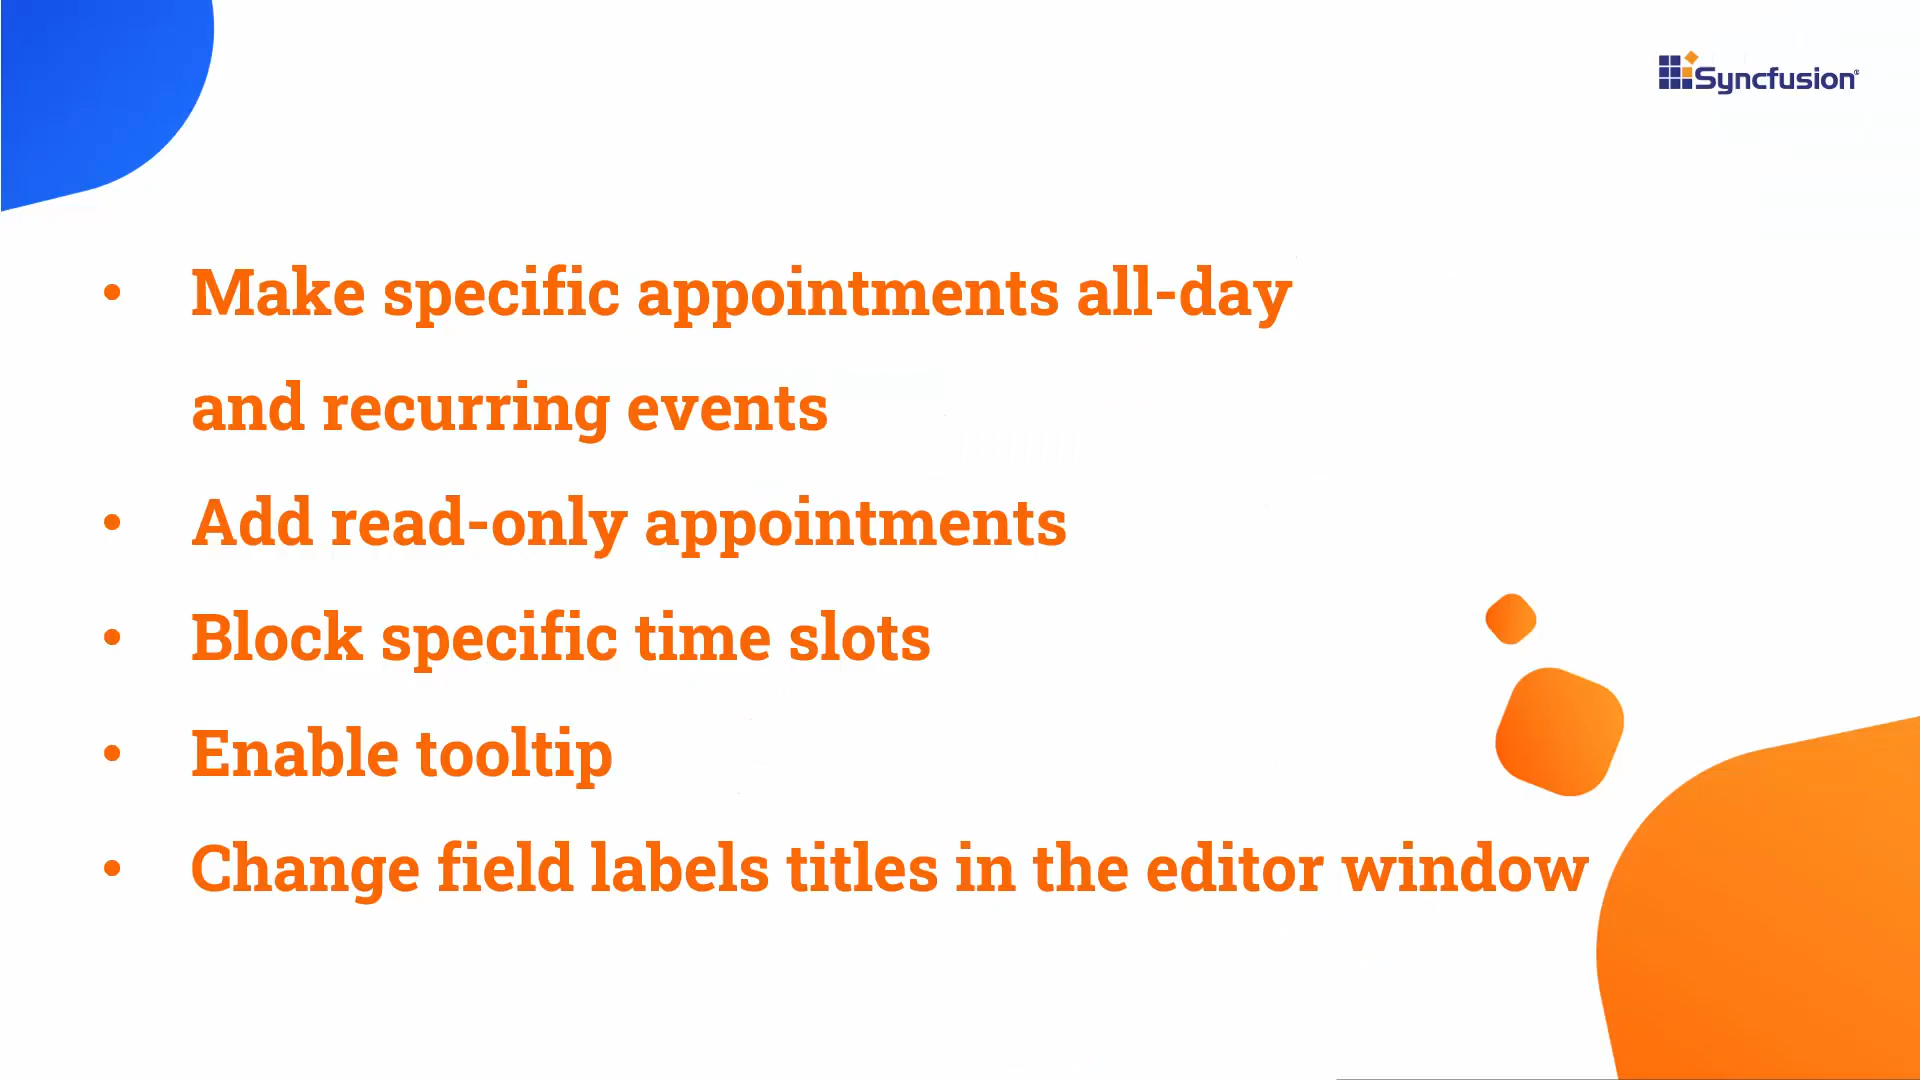 Syncfusion®
• Make specific appointments all-day
and recurring events
• Add read-only appointments
• Block specific time slots
• Enable tooltip
• Change field labels titles in the editor window